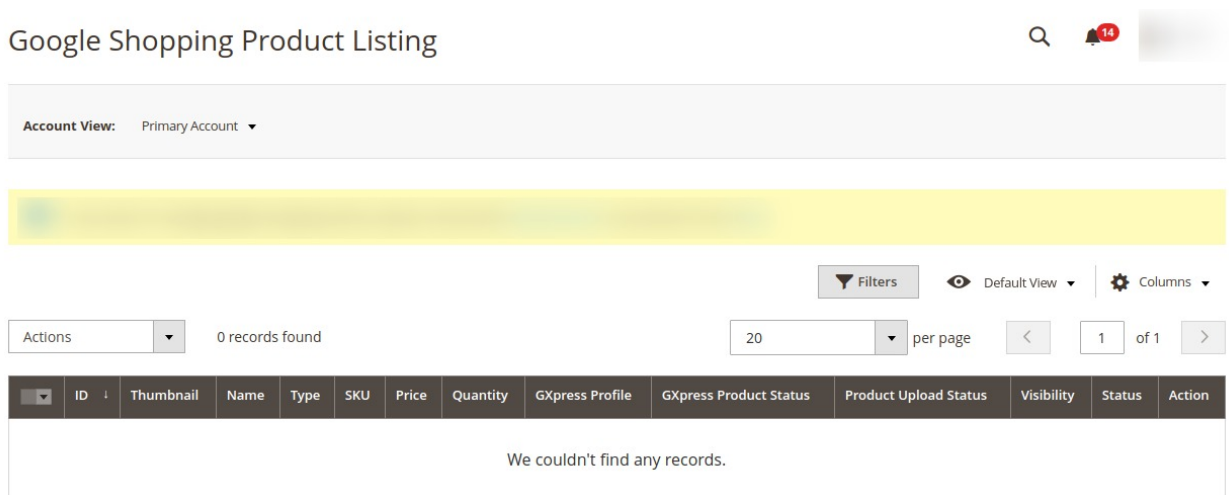 Google Shopping Product Listing
14
Account View: Primary Account
Filters Default View Columns
Actions 0 records found 20 per page 1 of 1
ID ↓ Thumbnail Name Type SKU Price Quantity GXpress Profile GXpress Product Status Product Upload Status Visibility Status Action
We couldn't find any records.